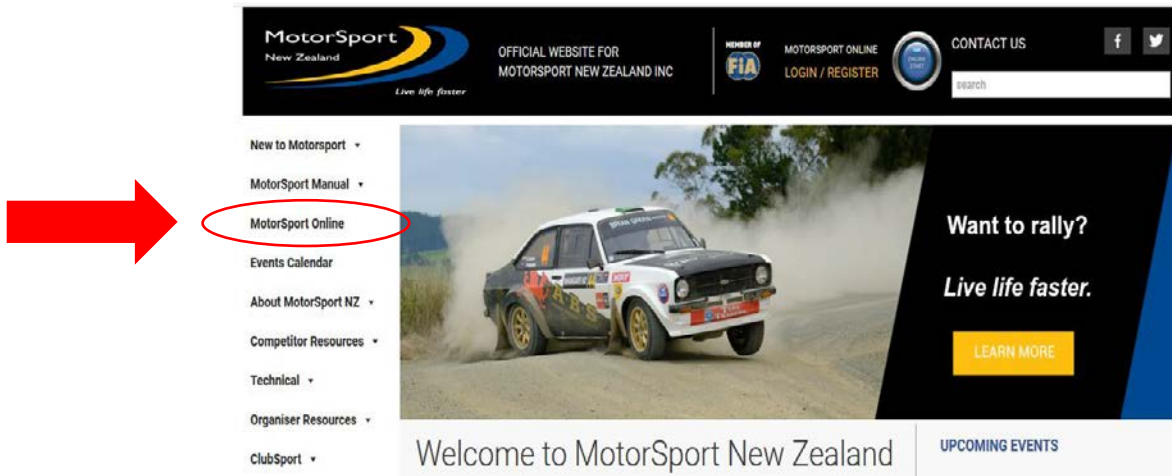 MotorSport
New Zealand
Live life faster
OFFICIAL WEBSITE FOR
MOTORSPORT NEW ZEALAND INC
MEMBER OF
FIA
MOTORSPORT ONLINE
LOGIN / REGISTER
CONTACT US
search
New to Motorsport
MotorSport Manual
MotorSport Online
Events Calendar
About MotorSport NZ
Competitor Resources
Technical
Organiser Resources
ClubSport
Want to rally?
Live life faster.
LEARN MORE
Welcome to MotorSport New Zealand
UPCOMING EVENTS